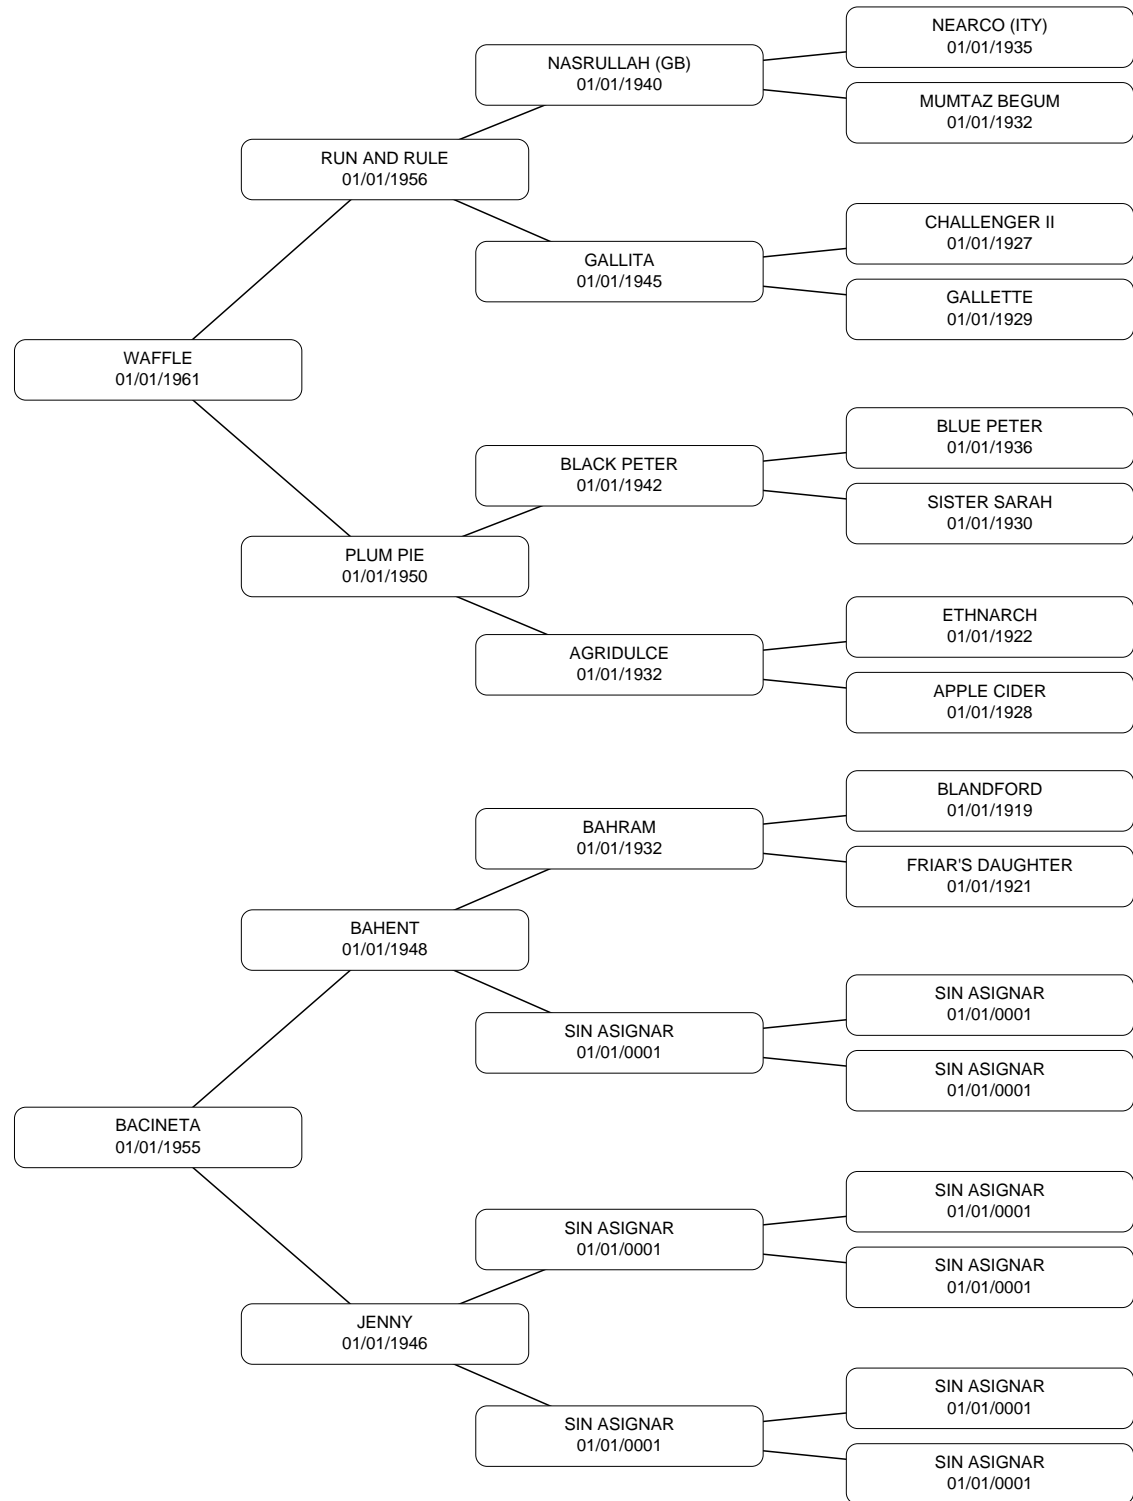 NEARCO (ITY)
01/01/1935
NASRULLAH (GB)
01/01/1940
MUMTAZ BEGUM
01/01/1932
RUN AND RULE
01/01/1956
CHALLENGER II
01/01/1927
GALLITA
01/01/1945
GALLETTE
01/01/1929
WAFFLE
01/01/1961
BLUE PETER
01/01/1936
BLACK PETER
01/01/1942
SISTER SARAH
01/01/1930
PLUM PIE
01/01/1950
ETHNARCH
01/01/1922
AGRIDULCE
01/01/1932
APPLE CIDER
01/01/1928
BLANDFORD
01/01/1919
BAHRAM
01/01/1932
FRIAR'S DAUGHTER
01/01/1921
BAHENT
01/01/1948
SIN ASIGNAR
01/01/0001
SIN ASIGNAR
01/01/0001
SIN ASIGNAR
01/01/0001
BACINETA
01/01/1955
SIN ASIGNAR
01/01/0001
SIN ASIGNAR
01/01/0001
SIN ASIGNAR
01/01/0001
JENNY
01/01/1946
SIN ASIGNAR
01/01/0001
SIN ASIGNAR
01/01/0001
SIN ASIGNAR
01/01/0001